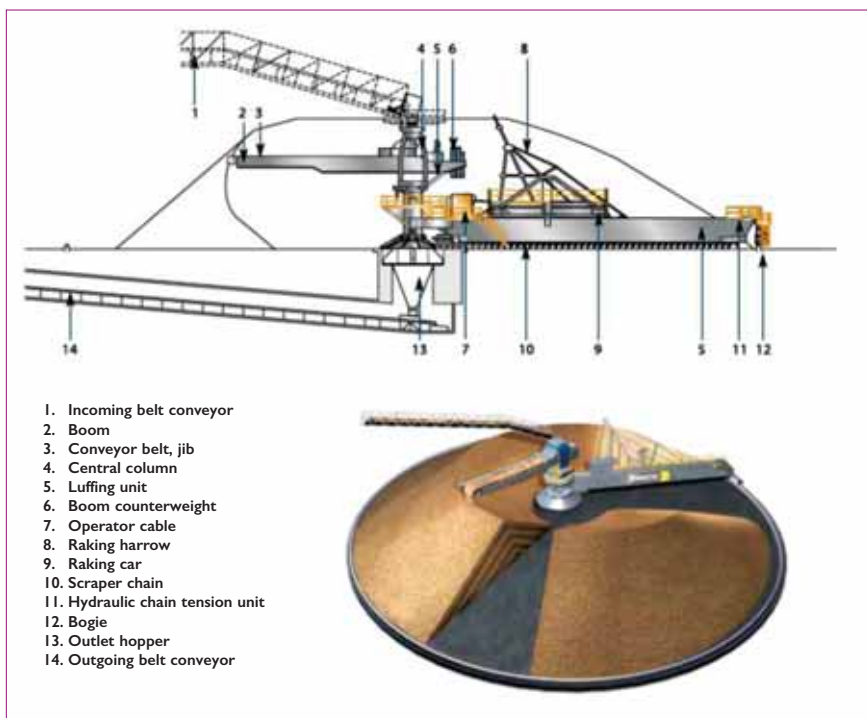 4 5 6 8
1
2 3
14
13 7 10 9 5 11 12
1. Incoming belt conveyor
2. Boom
3. Conveyor belt, jib
4. Central column
5. Luffing unit
6. Boom counterweight
7. Operator cable
8. Raking harrow
9. Raking car
10. Scraper chain
11. Hydraulic chain tension unit
12. Bogie
13. Outlet hopper
14. Outgoing belt conveyor